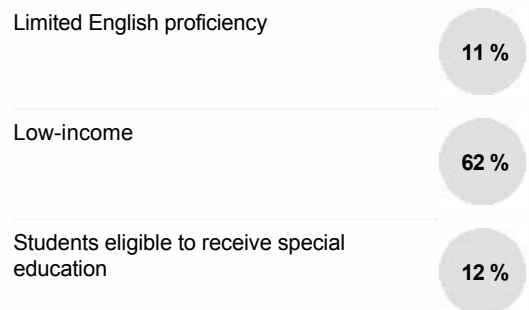 Limited English proficiency
11 %
Low-income
62 %
Students eligible to receive special
education
12 %